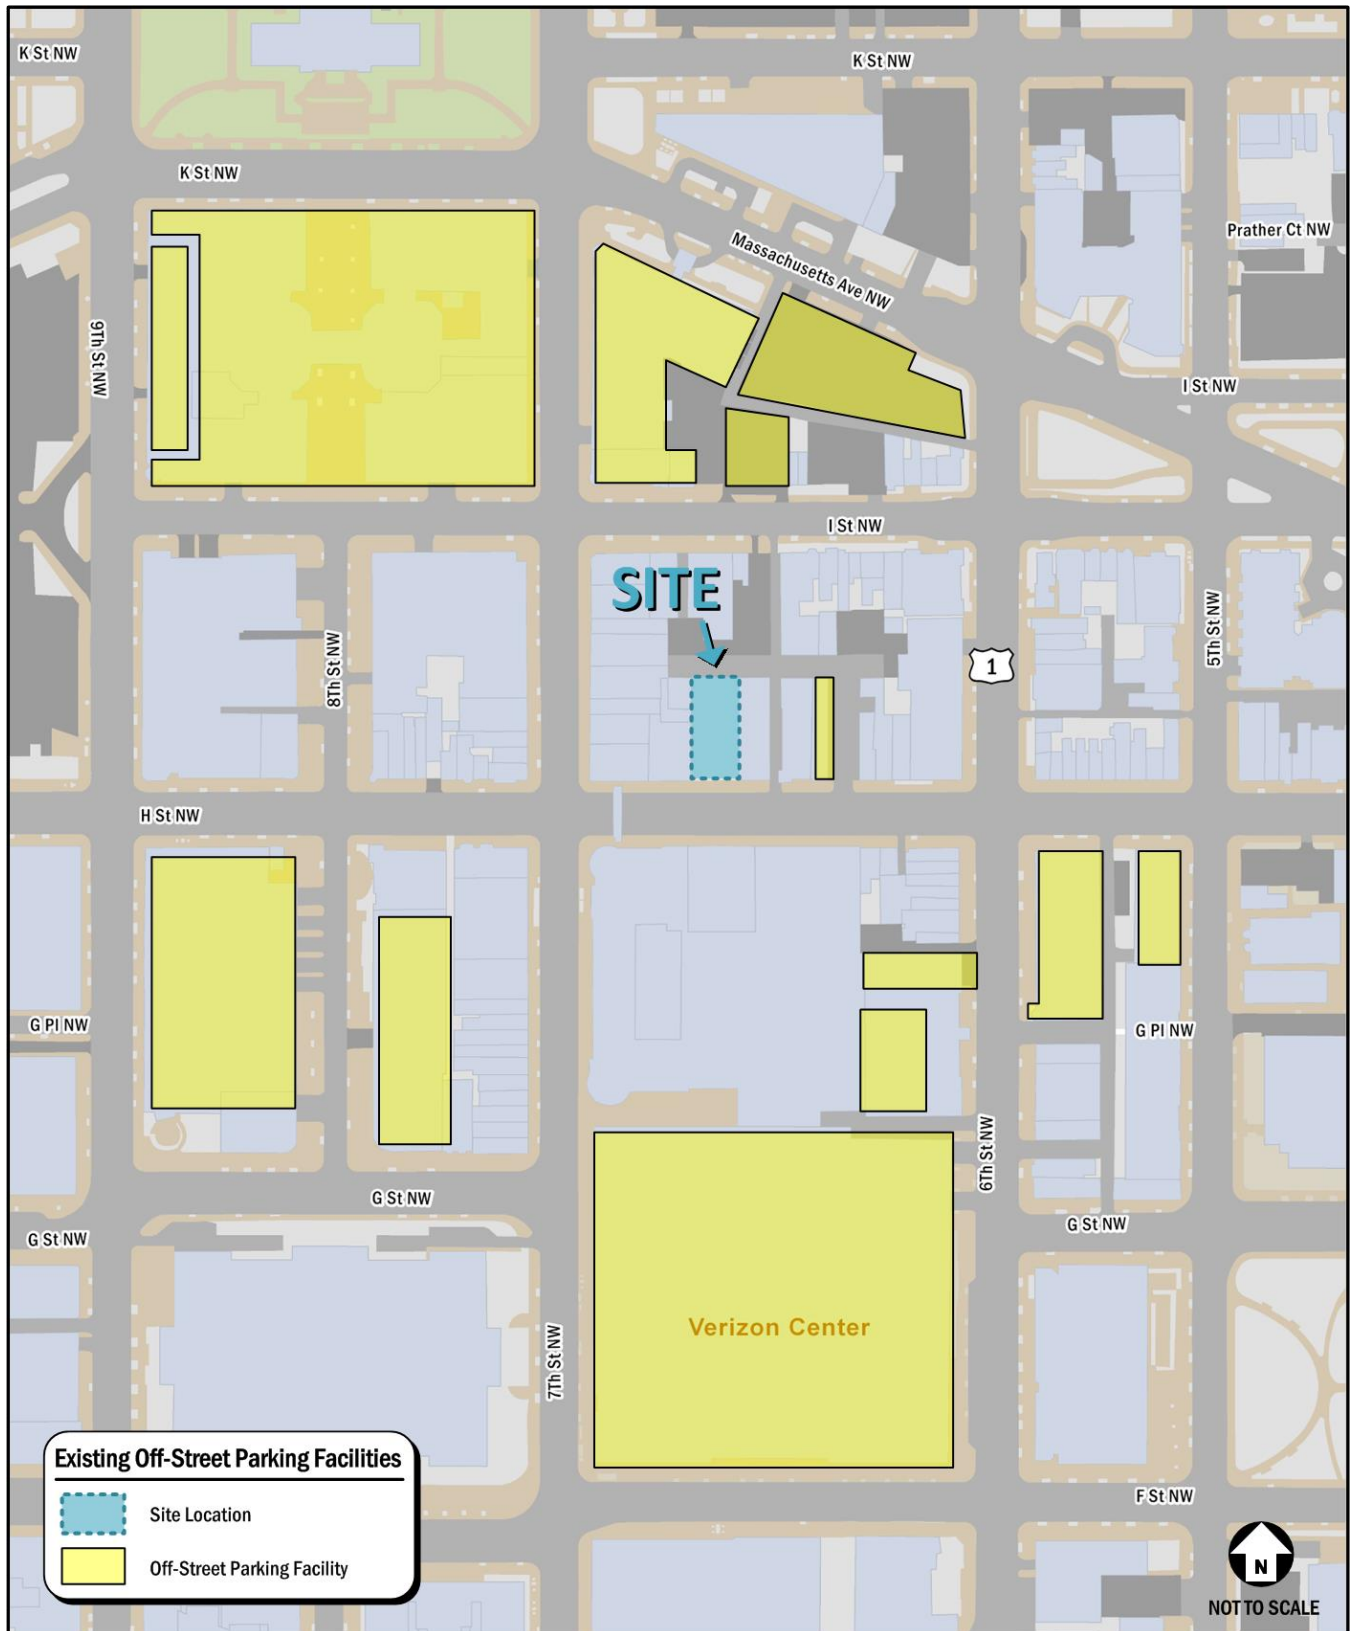 K St NW
K St NW
K St NW
Massachusetts Ave NW
Prather Ct NW
9Th St NW
I St NW
I St NW
SITE
8Th St NW
1
5Th St NW
H St NW
G Pl NW
G Pl NW
6Th St NW
G St NW
G St NW
G St NW
Verizon Center
7Th St NW
Existing Off-Street Parking Facilities
Site Location
Off-Street Parking Facility
F St NW
N
NOT TO SCALE